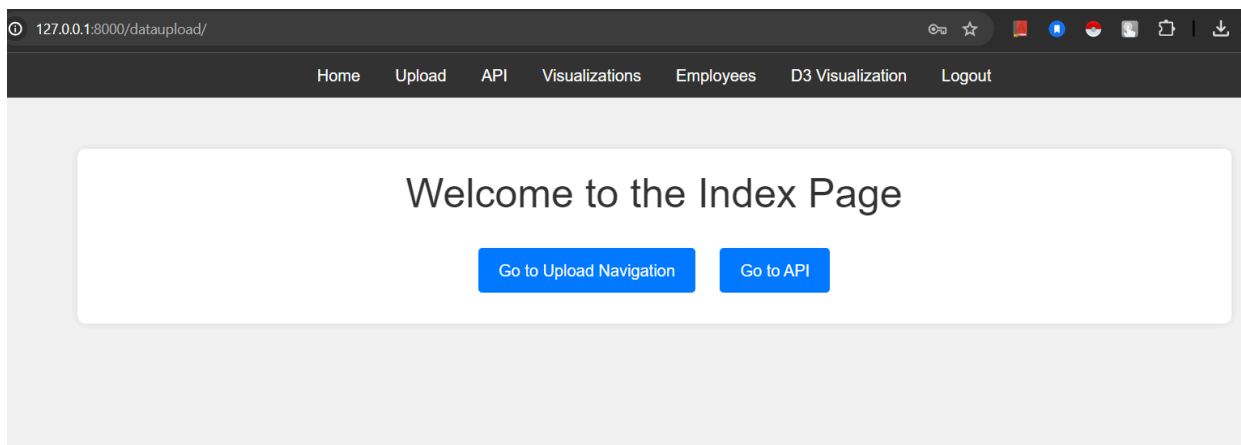 127.0.0.1:8000/dataupload/
Home Upload API Visualizations Employees D3 Visualization Logout
Welcome to the Index Page
Go to Upload Navigation Go to API